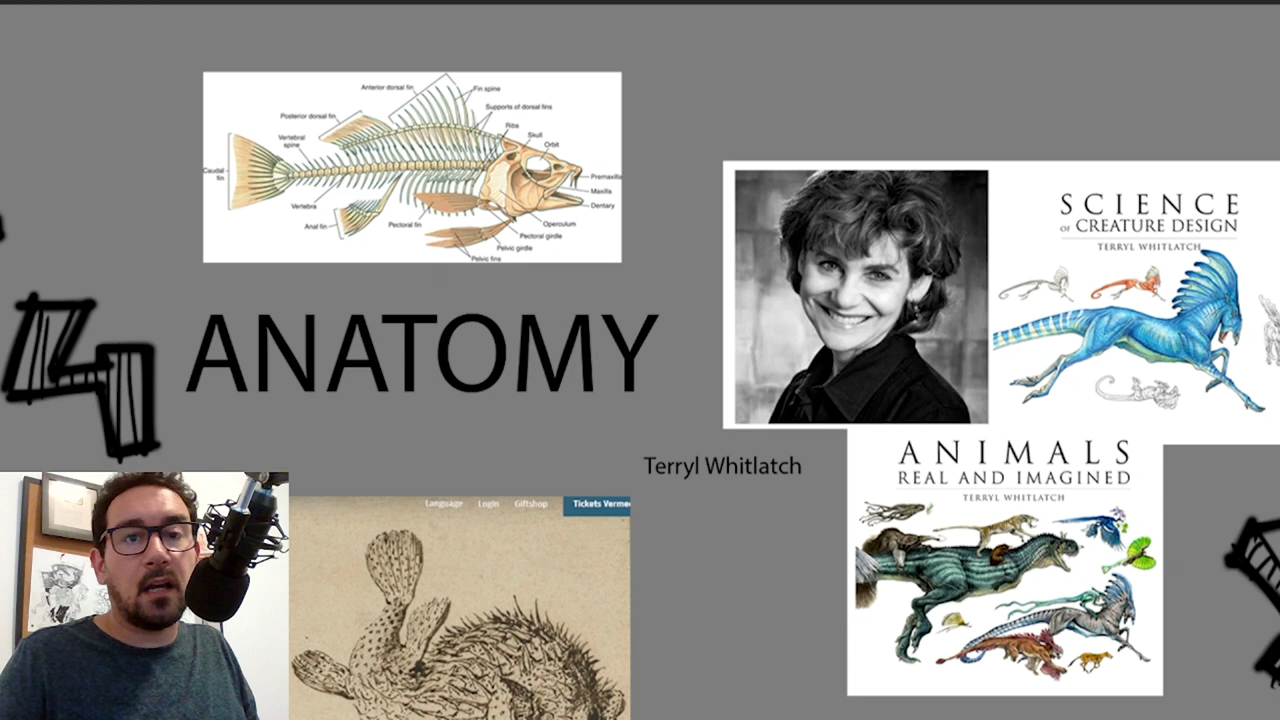 Anterior dorsal fin
Fin spine
Supports of dorsal fins
Posterior dorsal fin
Ribs
Skull
Vertebral
spine
Orbit
Caudal
fin
Premaxilla
Maxilla
Dentary
Vertebra
Anal fin
Pectoral fin
Operculum
Pectoral girdle
Pelvic girdle
Pelvic fins
SCIENCE
OF CREATURE DESIGN
TERRYL WHITLATCH
ANATOMY
Terryl Whitlatch
ANIMALS
REAL AND IMAGINED
TERRYL WHITLATCH
Language Login Giftshop Tickets Vermee